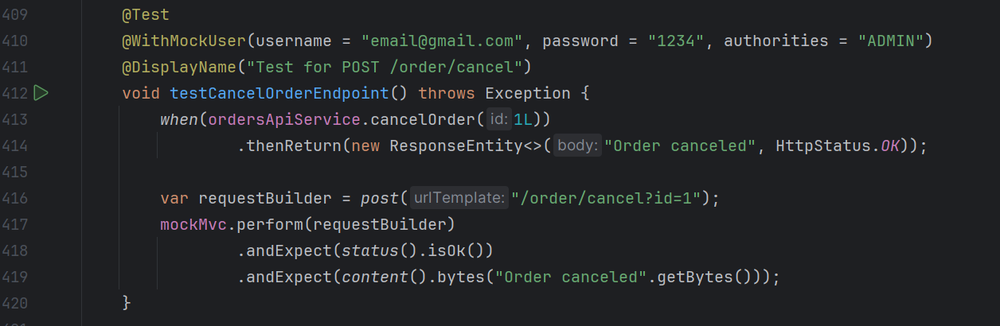 409 @Test
410 @WithMockUser(username = "email@gmail.com", password = "1234", authorities = "ADMIN")
411 @DisplayName("Test for POST /order/cancel")
412 void testCancelOrderEndpoint() throws Exception {
413 when(ordersApiService.cancelOrder( id: 1L))
414 .thenReturn(new ResponseEntity<>( body: "Order canceled", HttpStatus.OK));
415
416 var requestBuilder = post( urlTemplate: "/order/cancel?id=1");
417 mockMvc.perform(requestBuilder)
418 .andExpect(status().isOk())
419 .andExpect(content().bytes("Order canceled".getBytes()));
420 }